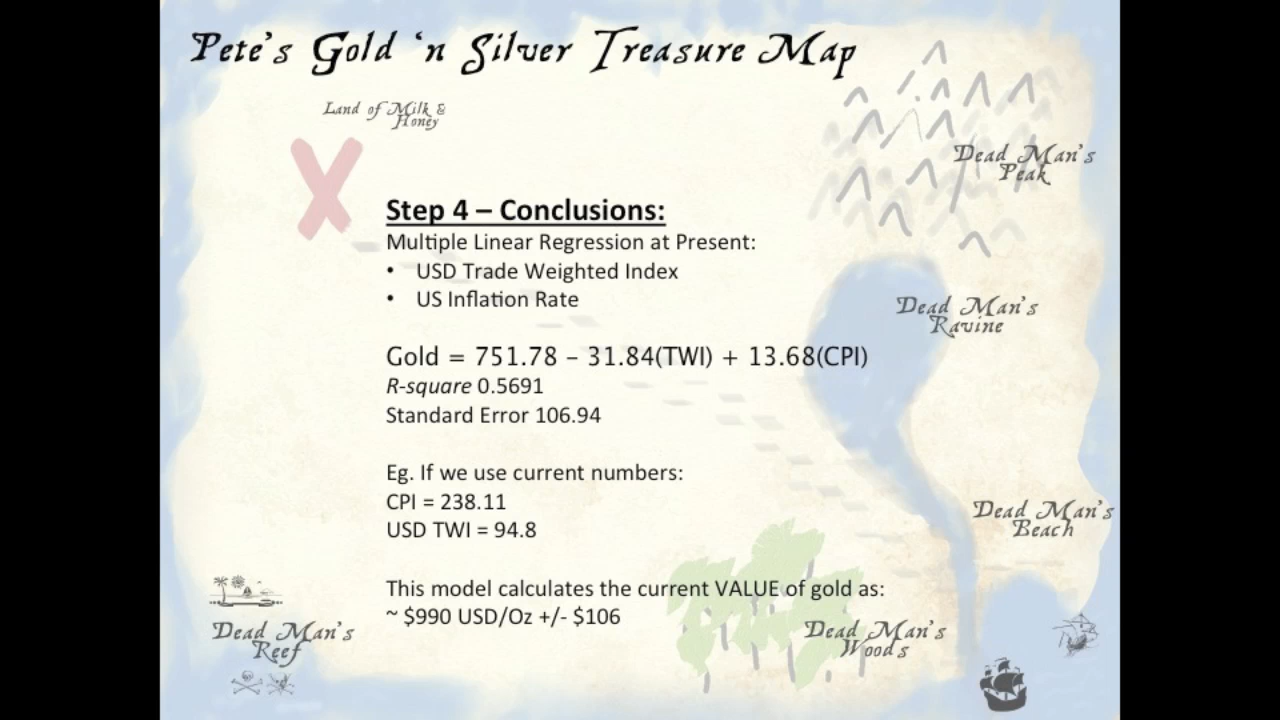 Pete's Gold 'n Silver Treasure Map
Land of Milk &
Honey
Dead Man's
Peak
Step 4 – Conclusions:
Multiple Linear Regression at Present:
• USD Trade Weighted Index
• US Inflation Rate
Dead Man's
Ravine
Gold = 751.78 – 31.84(TWI) + 13.68(CPI)
R-square 0.5691
Standard Error 106.94
Eg. If we use current numbers:
CPI = 238.11
USD TWI = 94.8
Dead Man's
Beach
This model calculates the current VALUE of gold as:
~ $990 USD/Oz +/- $106
Dead Man's
Reef
Dead Man's
Woods